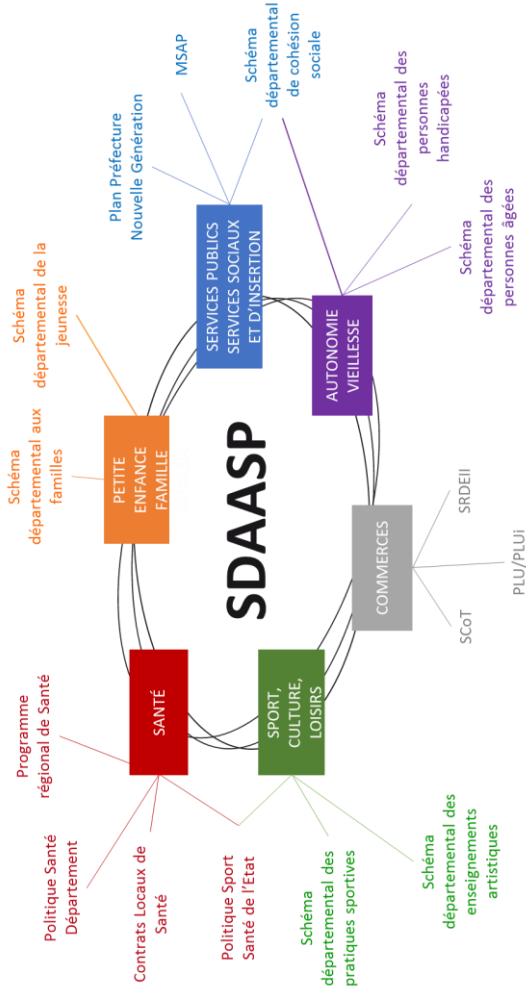 Schéma
départemental aux
familles
Schéma
départemental de la
jeunesse
Plan Préfecture
Nouvelle Génération
MSAP
Schéma
départemental
de cohésion
sociale
Programme
régional de Santé
Politique Santé
Département
Contrats Locaux de
Santé
Politique Sport
Santé de l'Etat
SANTÉ
PETITE
ENFANCE
FAMILLE
SERVICES PUBLICS
SERVICES SOCIAUX
ET D'INSERTION
SDAASP
SPORT,
CULTURE,
LOISIRS
COMMERCES
AUTONOMIE
VIEILLESSE
Schéma
départemental des
pratiques sportives
Schéma
départemental des
enseignements
artistiques
SCoT
PLU/PLUi
SRDEII
Schéma
départemental des
personnes âgées
Schéma
départemental des
personnes
handicapées